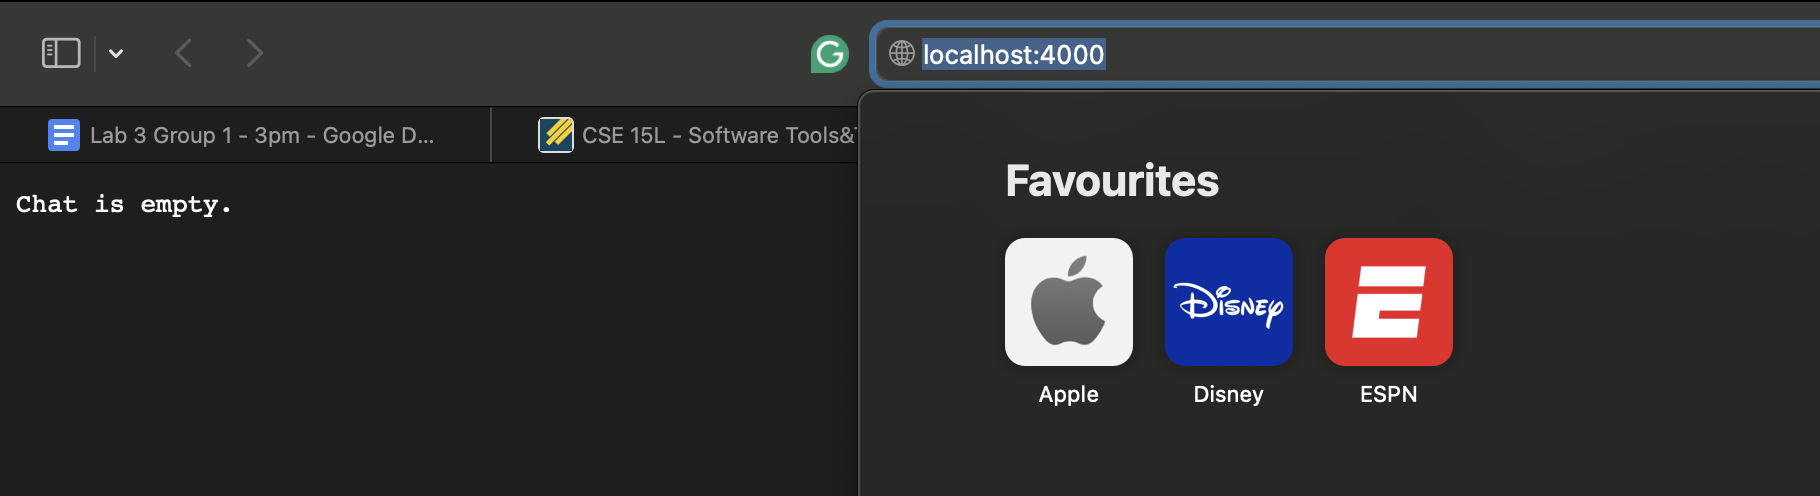 localhost:4000
Lab 3 Group 1 - 3pm - Google D...
CSE 15L - Software Tools&
Chat is empty.
Favourites
Disney
Apple
Disney
ESPN